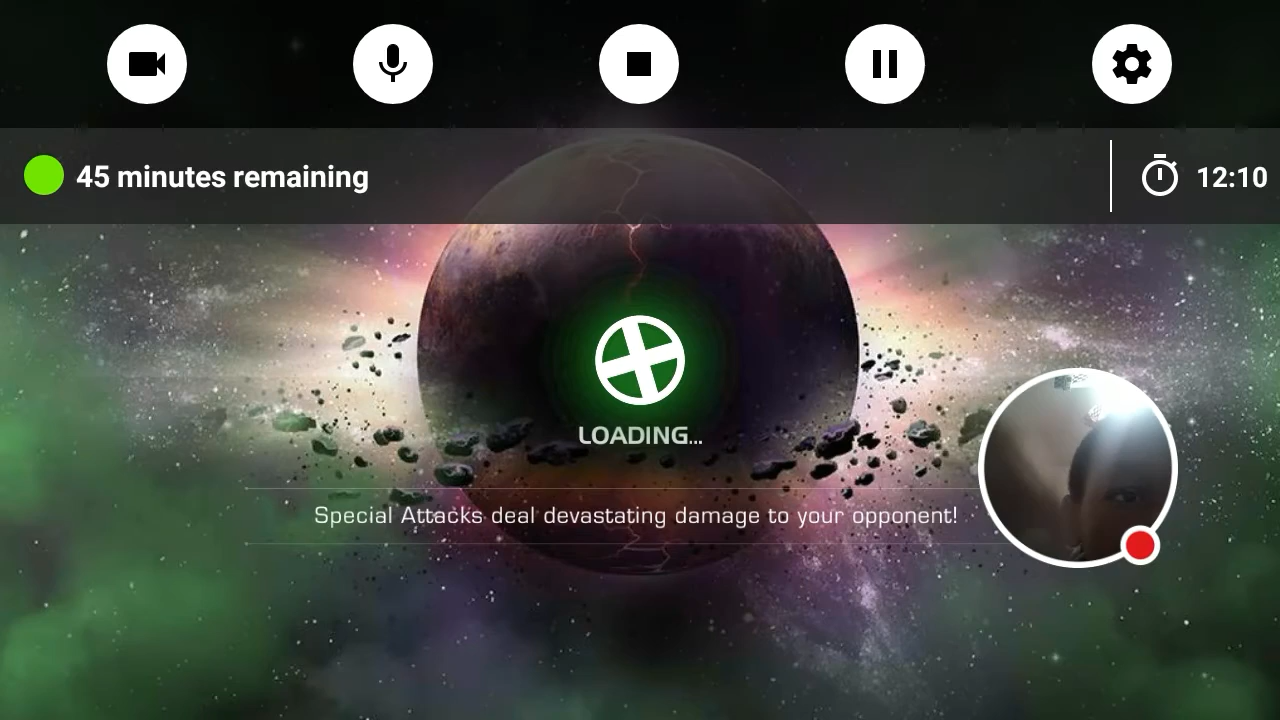 45 minutes remaining
12:10
LOADING...
Special Attacks deal devastating damage to your opponent!